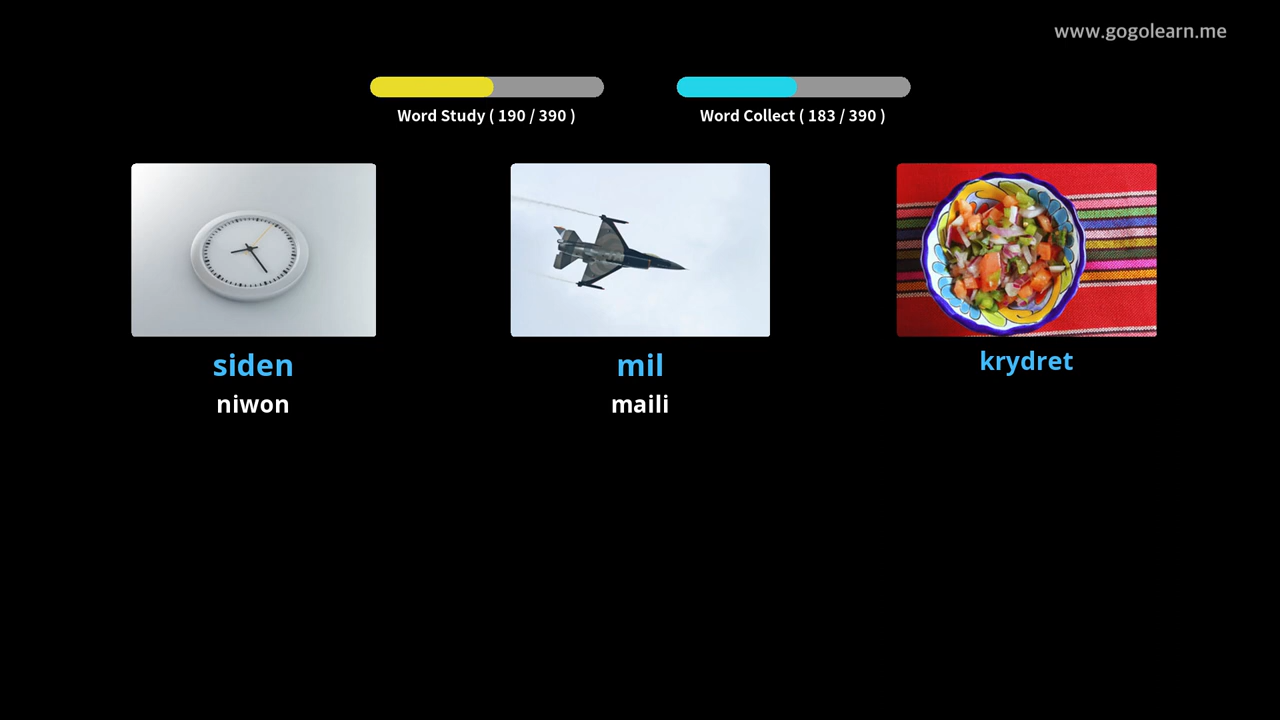 www.gogolearn.me
Word Study ( 190 / 390 )
Word Collect ( 183 / 390 )
siden
mil
krydret
niwon
maili